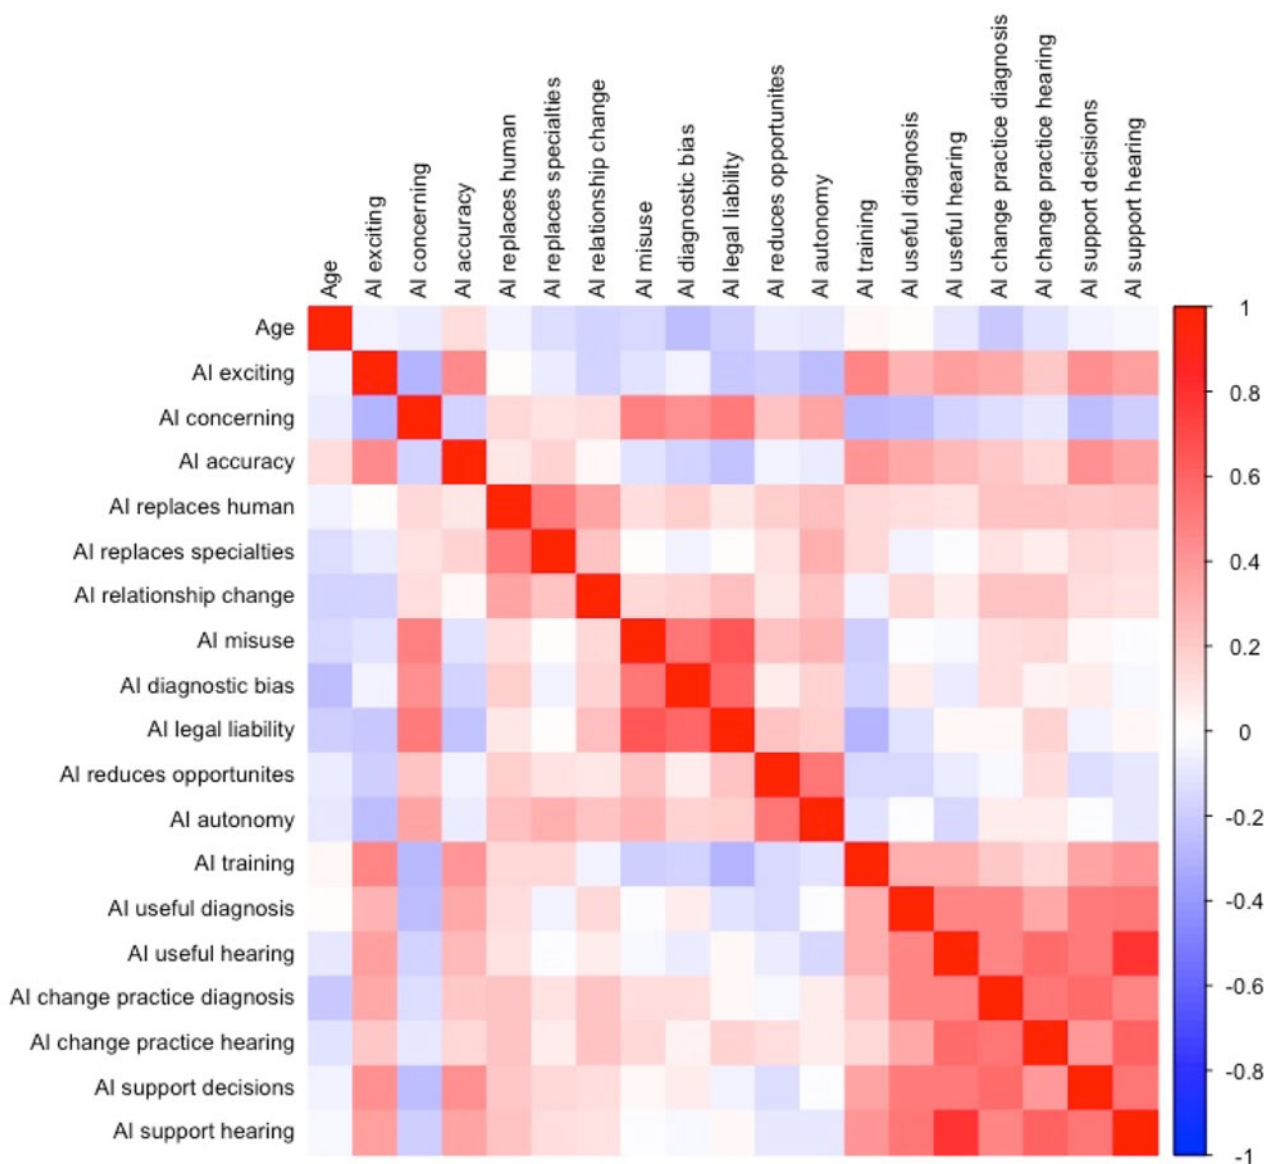 Age
AI exciting
AI concerning
AI accuracy
AI replaces human
AI replaces specialties
AI relationship change
AI misuse
AI diagnostic bias
AI legal liability
AI reduces opportunites
AI autonomy
AI training
AI useful diagnosis
AI useful hearing
AI change practice diagnosis
AI change practice hearing
AI support decisions
AI support hearing
Age
AI exciting
AI concerning
AI accuracy
AI replaces human
AI replaces specialties
AI relationship change
AI misuse
AI diagnostic bias
AI legal liability
AI reduces opportunites
AI autonomy
AI training
AI useful diagnosis
AI useful hearing
AI change practice diagnosis
AI change practice hearing
AI support decisions
AI support hearing
1
0.8
0.6
0.4
0.2
0
-0.2
-0.4
-0.6
-0.8
-1